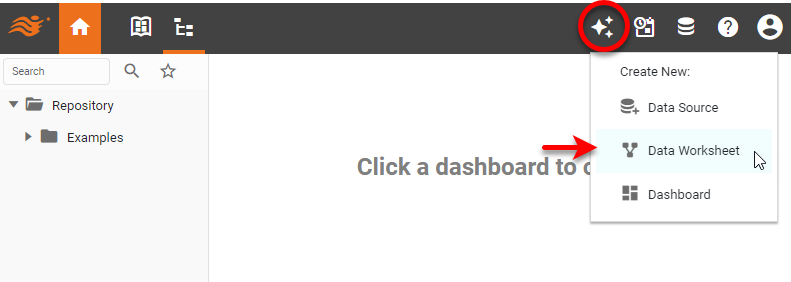 Search
Repository
Examples
Click a dashboard to
Create New:
Data Source
Data Worksheet
Dashboard